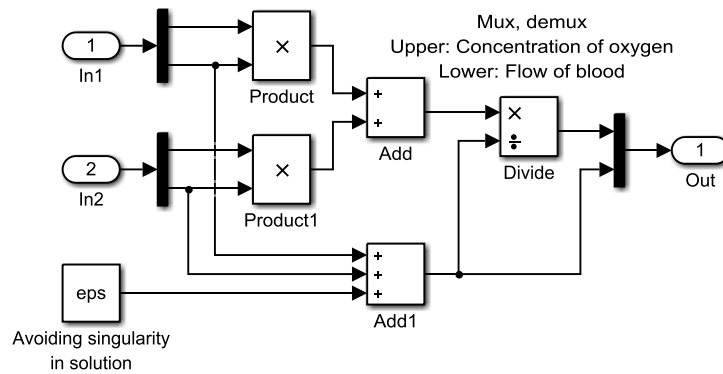 Mux, demux
Upper: Concentration of oxygen
Lower: Flow of blood
1
In1
×
Product
+
+
Add
×
÷
Divide
1
Out
2
In2
×
Product1
+
+
+
Add1
eps
Avoiding singularity
in solution